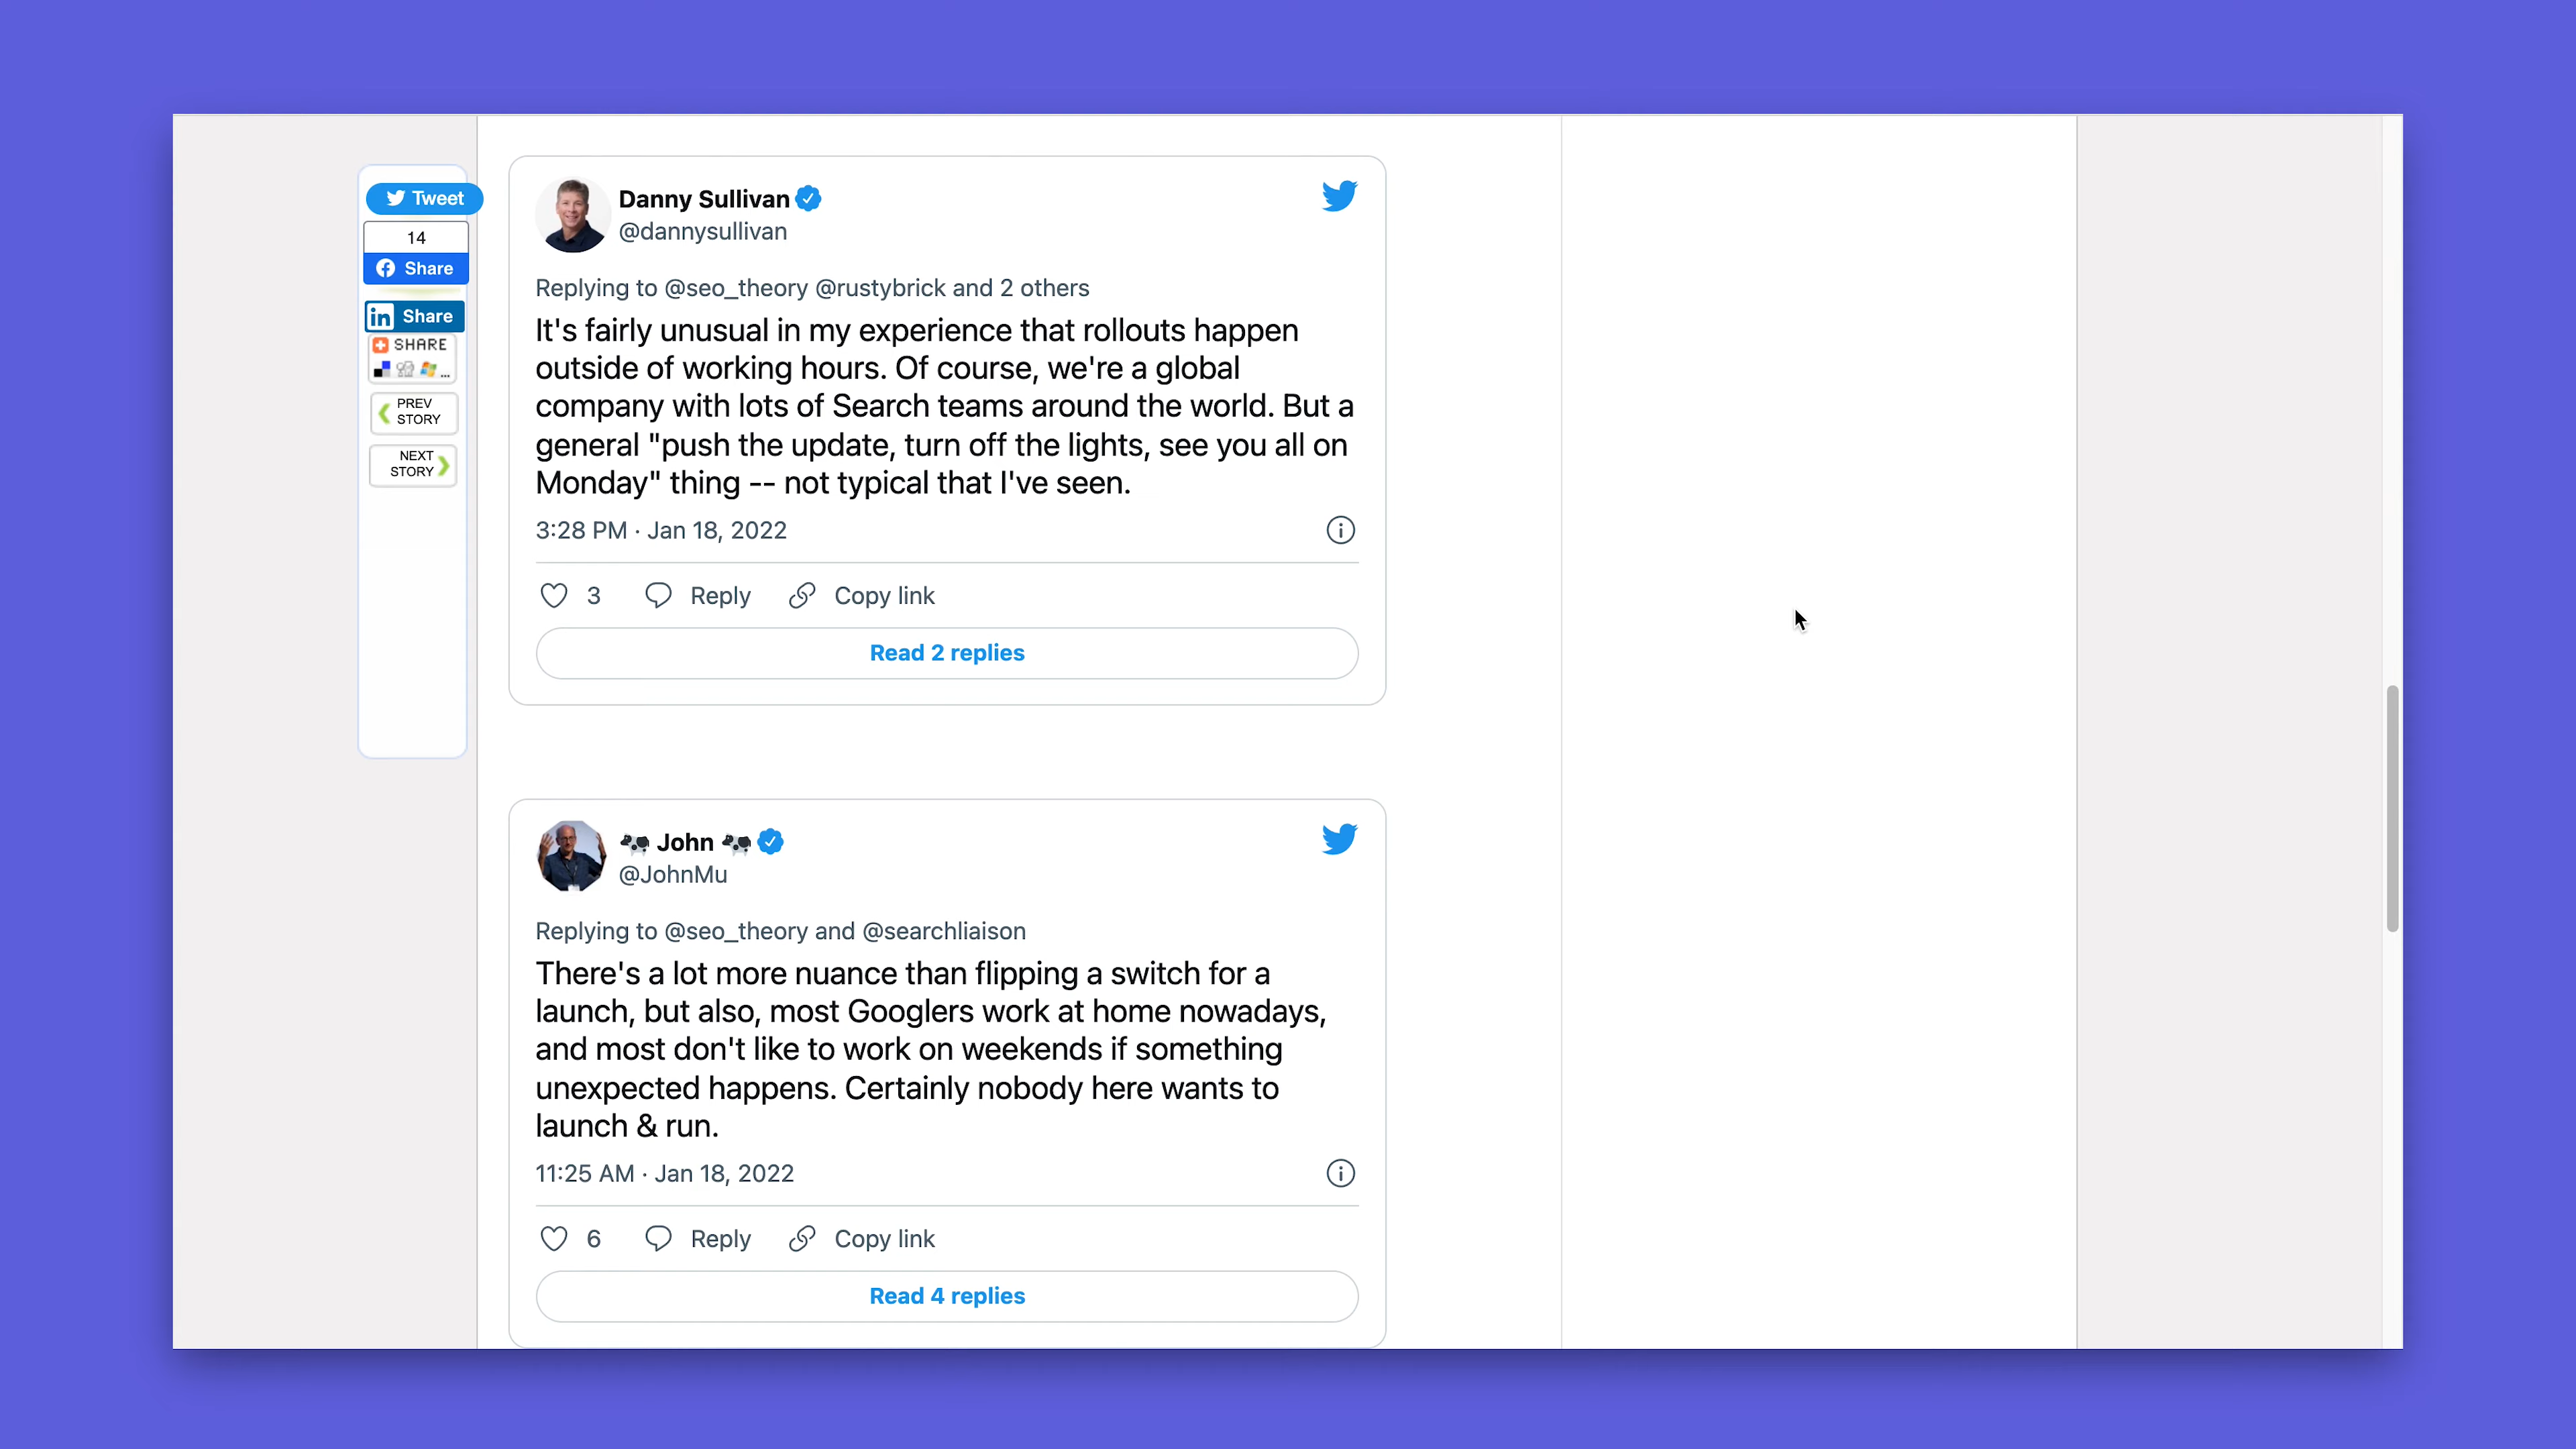 Tweet
14
Share
in Share
SHARE
...
PREV
STORY
NEXT
STORY
Danny Sullivan
@dannysullivan
Replying to @seo_theory @rustybrick and 2 others
It's fairly unusual in my experience that rollouts happen
outside of working hours. Of course, we're a global
company with lots of Search teams around the world. But a
general "push the update, turn off the lights, see you all on
Monday" thing -- not typical that I've seen.
3:28 PM · Jan 18, 2022
3 Reply Copy link
Read 2 replies
🐄 John 🐄
@JohnMu
Replying to @seo_theory and @searchliaison
There's a lot more nuance than flipping a switch for a
launch, but also, most Googlers work at home nowadays,
and most don't like to work on weekends if something
unexpected happens. Certainly nobody here wants to
launch & run.
11:25 AM · Jan 18, 2022
6 Reply Copy link
Read 4 replies